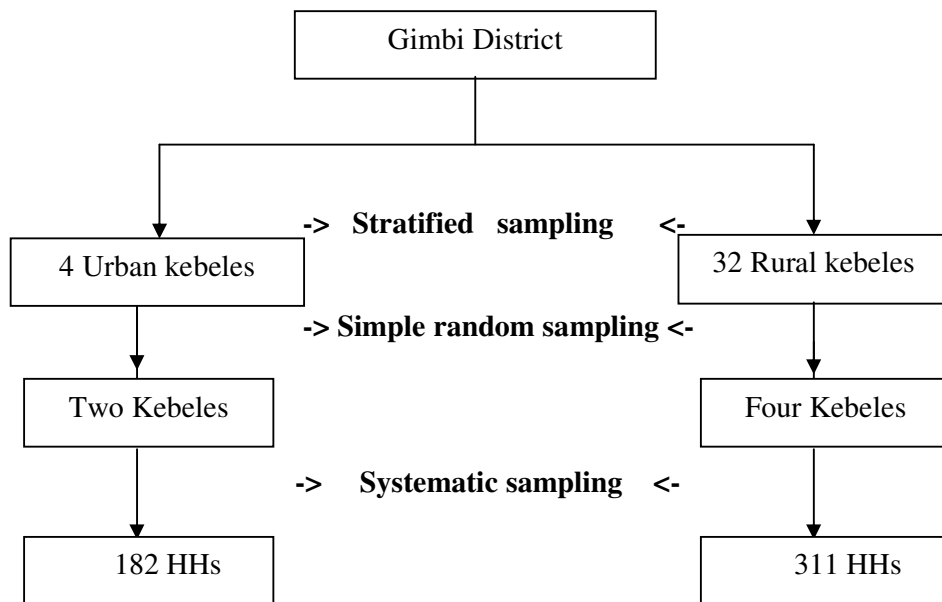 Gimbi District
-> Stratified sampling <-
4 Urban kebeles
32 Rural kebeles
-> Simple random sampling <-
Two Kebeles
Four Kebeles
-> Systematic sampling <-
182 HHs
311 HHs